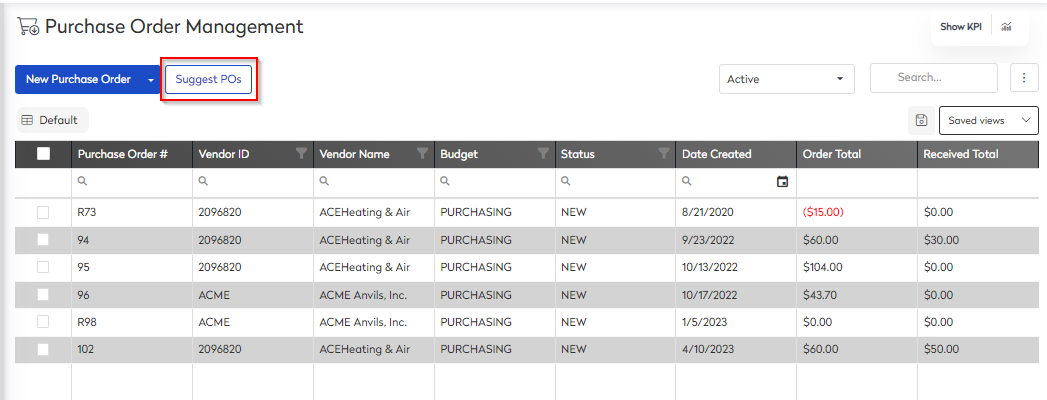 Purchase Order Management
Show KPI
New Purchase Order Suggest POs Active Search...
Default Saved views
Purchase Order # Vendor ID Vendor Name Budget Status Date Created Order Total Received Total
R73 2096820 ACEHeating & Air PURCHASING NEW 8/21/2020 ($15.00) $0.00
94 2096820 ACEHeating & Air PURCHASING NEW 9/23/2022 $60.00 $30.00
95 2096820 ACEHeating & Air PURCHASING NEW 10/13/2022 $104.00 $0.00
96 ACME ACME Anvils, Inc. PURCHASING NEW 10/17/2022 $43.70 $0.00
R98 ACME ACME Anvils, Inc. PURCHASING NEW 1/5/2023 $0.00 $0.00
102 2096820 ACEHeating & Air PURCHASING NEW 4/10/2023 $60.00 $50.00